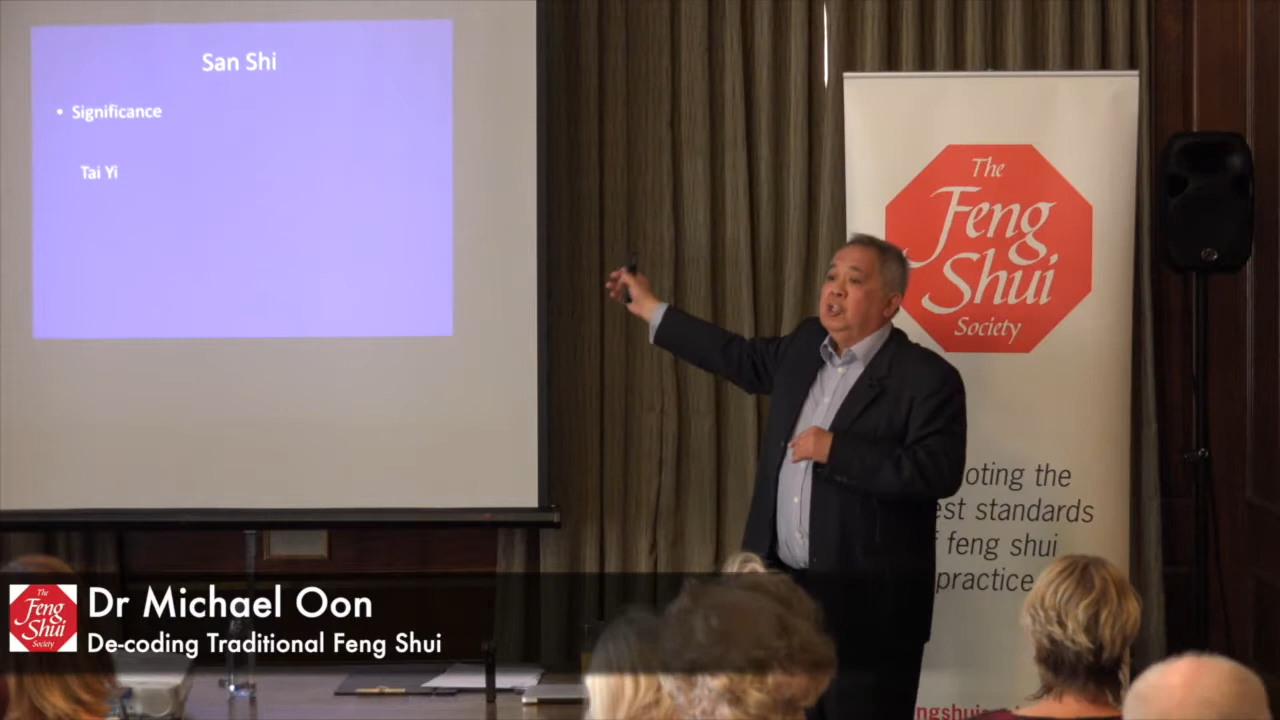 San Shi
• Significance
Tai Yi
The
Feng
Shui
Society
oting the
est standards
f feng shui
practice
The
Feng
Shui
Society
Dr Michael Oon
De-coding Traditional Feng Shui